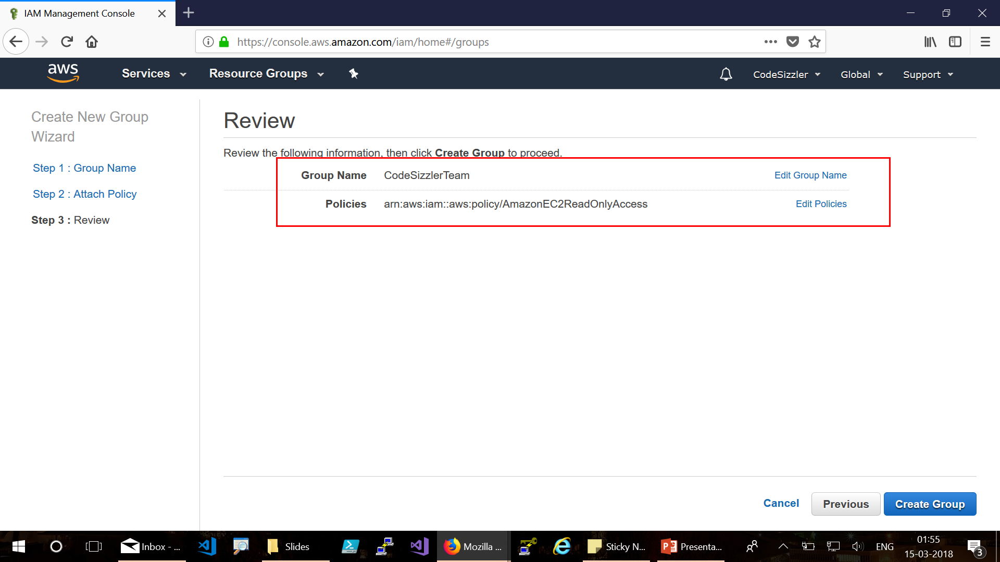 IAM Management Console
https://console.aws.amazon.com/iam/home#/groups
aws
Services
Resource Groups
CodeSizzler
Global
Support
Create New Group
Wizard
Step 1 : Group Name
Step 2 : Attach Policy
Step 3 : Review
Review
Review the following information, then click Create Group to proceed.
Group Name
CodeSizzlerTeam
Edit Group Name
Policies
arn:aws:iam::aws:policy/AmazonEC2ReadOnlyAccess
Edit Policies
Cancel
Previous
Create Group
Inbox - ...
Slides
Mozilla ...
Sticky N...
Presenta...
ENG
01:55
15-03-2018
3